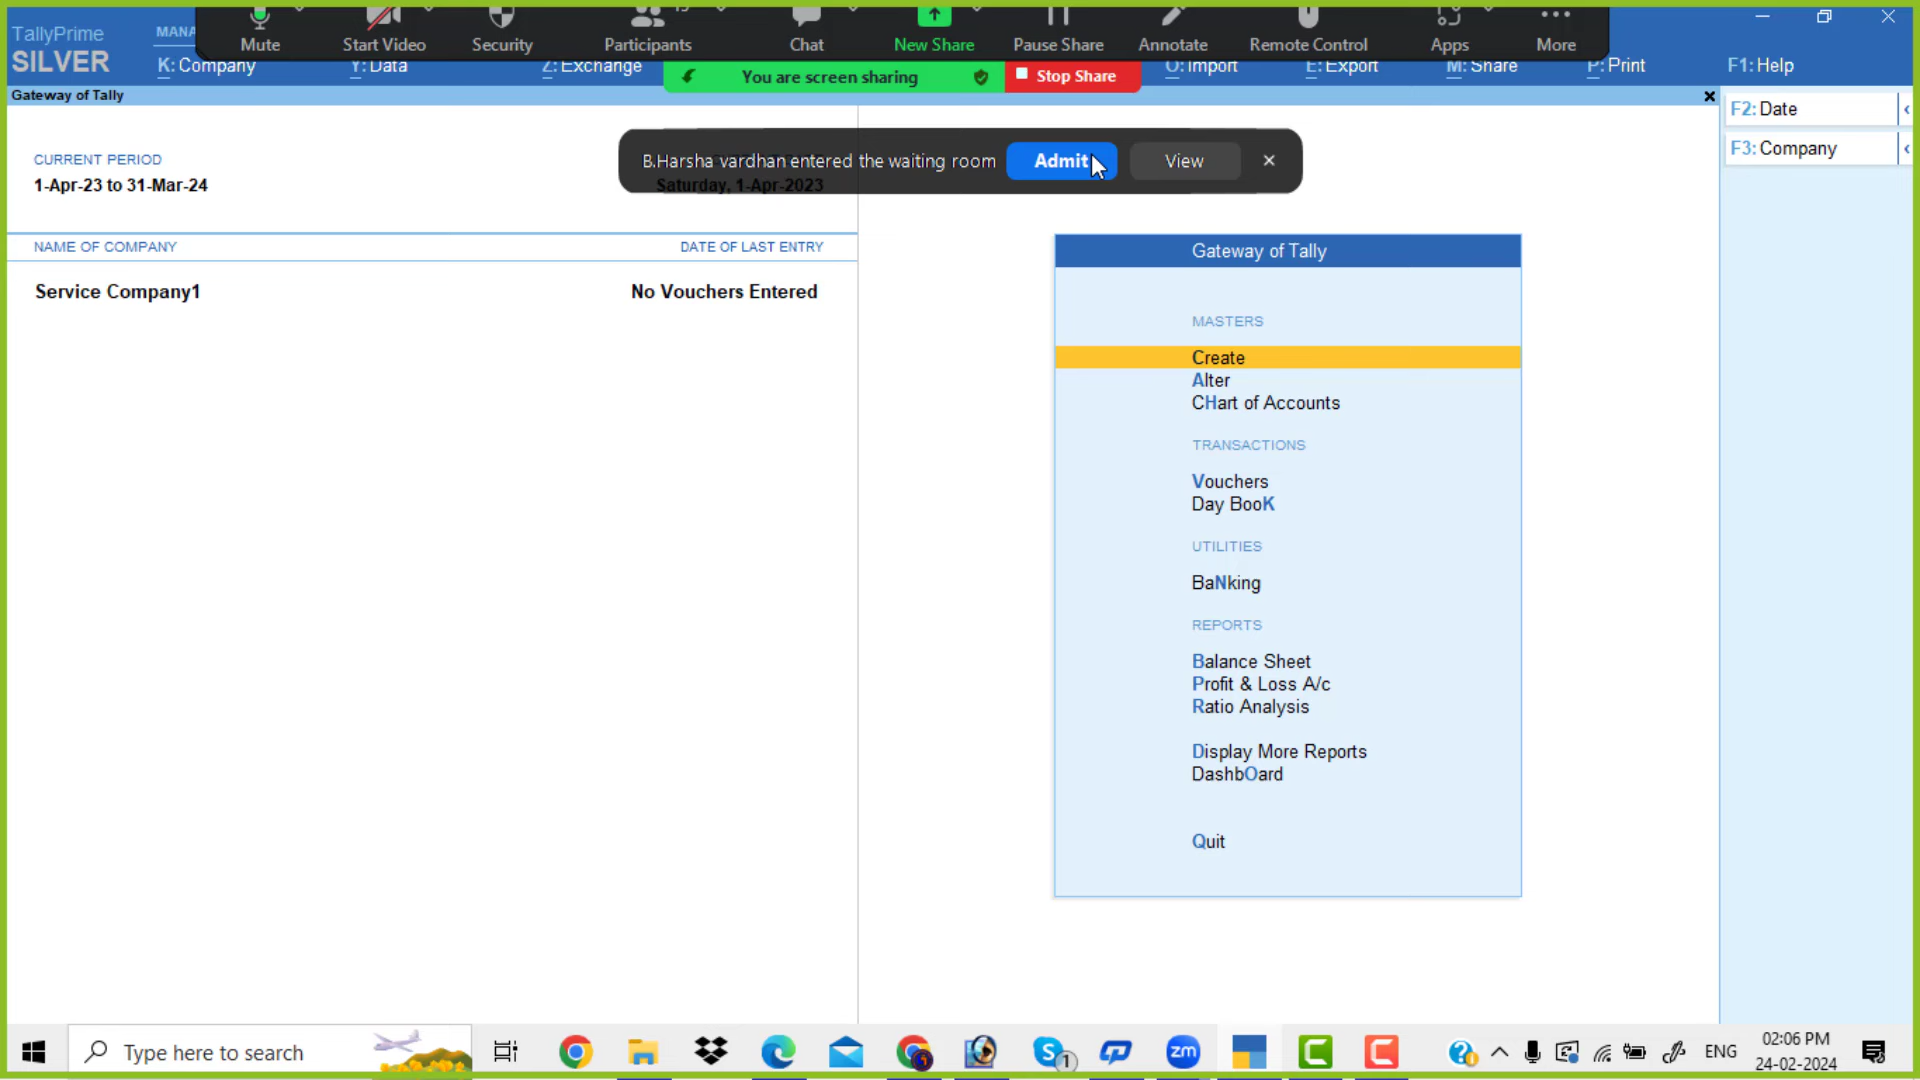 TallyPrime
SILVER
MANA
Mute
Start Video
Security
Participants
Chat
New Share
Pause Share
Annotate
Remote Control
Apps
More
K: Company
Y: Data
Z: Exchange
You are screen sharing
Stop Share
O: Import
E: Export
M: Share
P: Print
F1: Help
Gateway of Tally
F2: Date
F3: Company
B.Harsha vardhan entered the waiting room
Admit
View
CURRENT PERIOD
1-Apr-23 to 31-Mar-24
Saturday, 1-Apr-2023
NAME OF COMPANY
DATE OF LAST ENTRY
Service Company1
No Vouchers Entered
Gateway of Tally
MASTERS
Create
Alter
CHart of Accounts
TRANSACTIONS
Vouchers
Day BooK
UTILITIES
BaNking
REPORTS
Balance Sheet
Profit & Loss A/c
Ratio Analysis
Display More Reports
DashbOard
Quit
Type here to search
zm
1
ENG
02:06 PM
24-02-2024